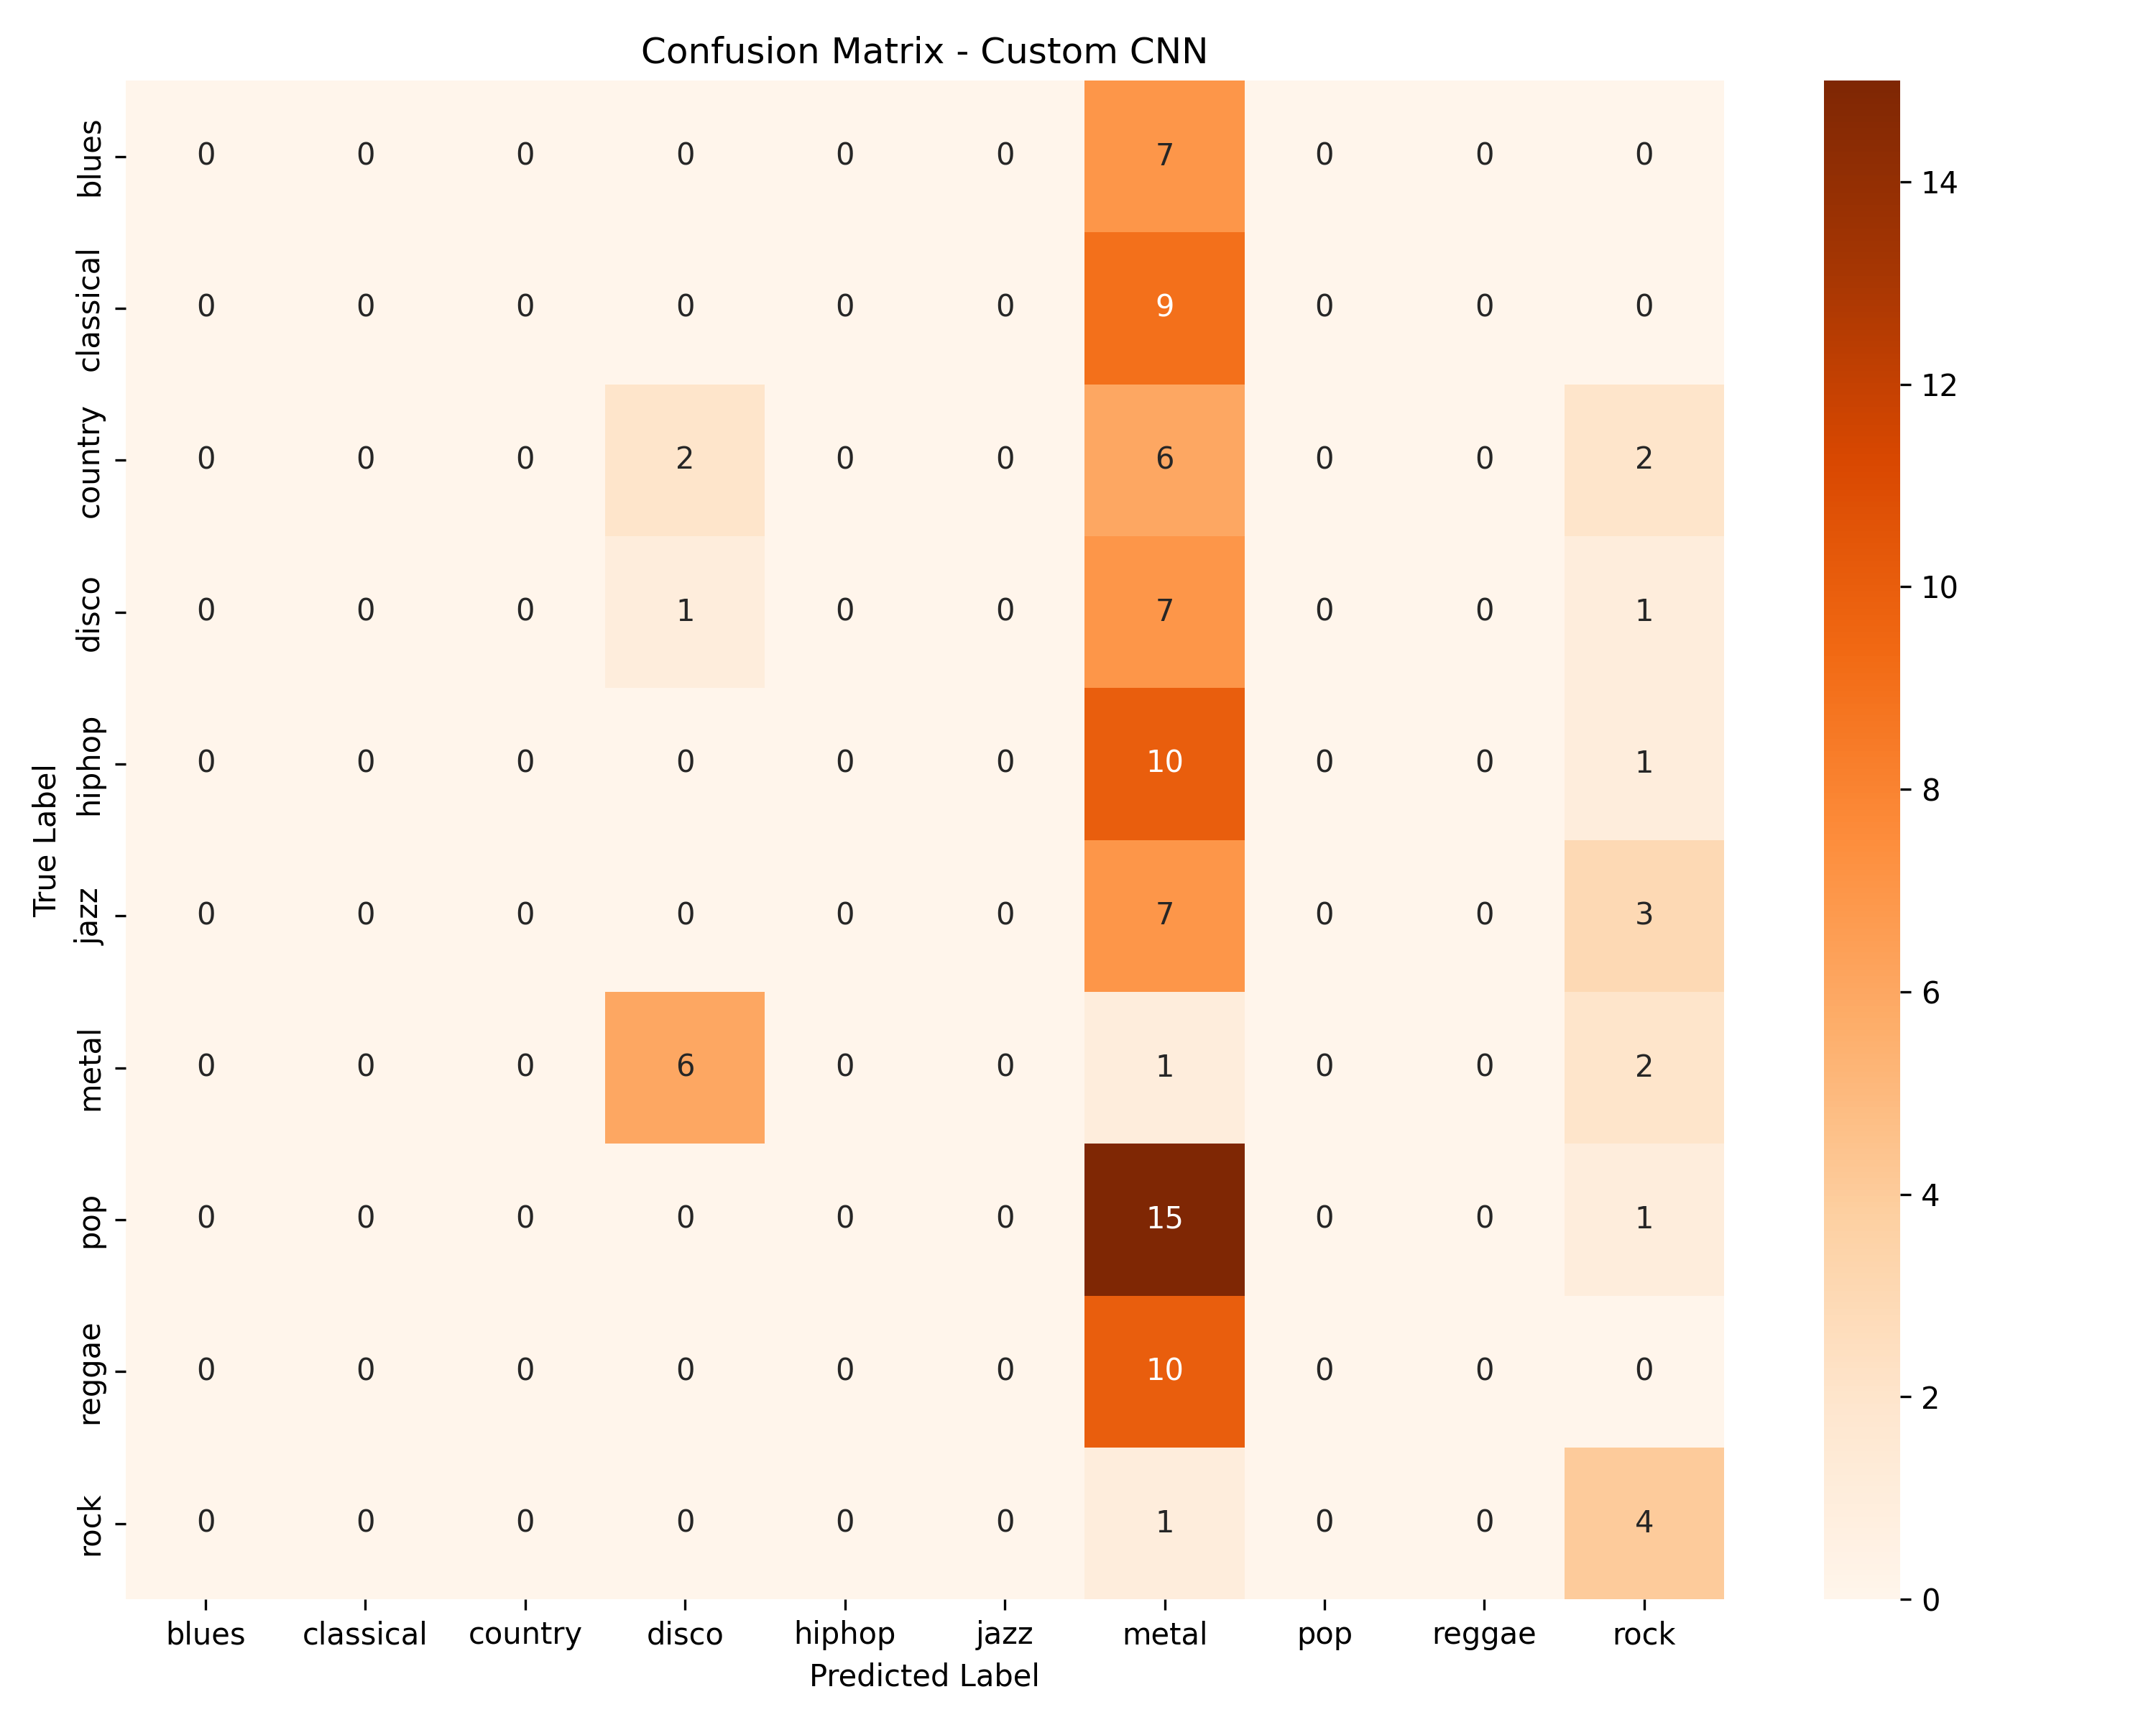 Confusion Matrix - Custom CNN
True Label
blues 0 0 0 0 0 0 7 0 0 0
classical 0 0 0 0 0 0 9 0 0 0
country 0 0 0 2 0 0 6 0 0 2
disco 0 0 0 1 0 0 7 0 0 1
hiphop 0 0 0 0 0 0 10 0 0 1
jazz 0 0 0 0 0 0 7 0 0 3
metal 0 0 0 6 0 0 1 0 0 2
pop 0 0 0 0 0 0 15 0 0 1
reggae 0 0 0 0 0 0 10 0 0 0
rock 0 0 0 0 0 0 1 0 0 4
blues classical country disco hiphop jazz metal pop reggae rock
Predicted Label
14
12
10
8
6
4
2
0